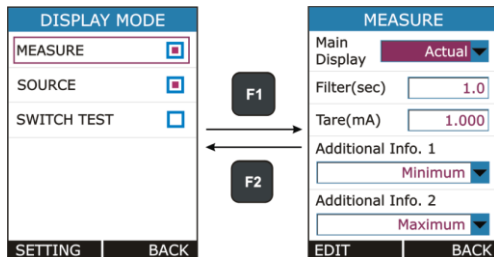 DISPLAY MODE
MEASURE
SOURCE
SWITCH TEST
SETTING BACK
F1
F2
MEASURE
Main
Display Actual
Filter(sec) 1.0
Tare(mA) 1.000
Additional Info. 1
Minimum
Additional Info. 2
Maximum
EDIT BACK